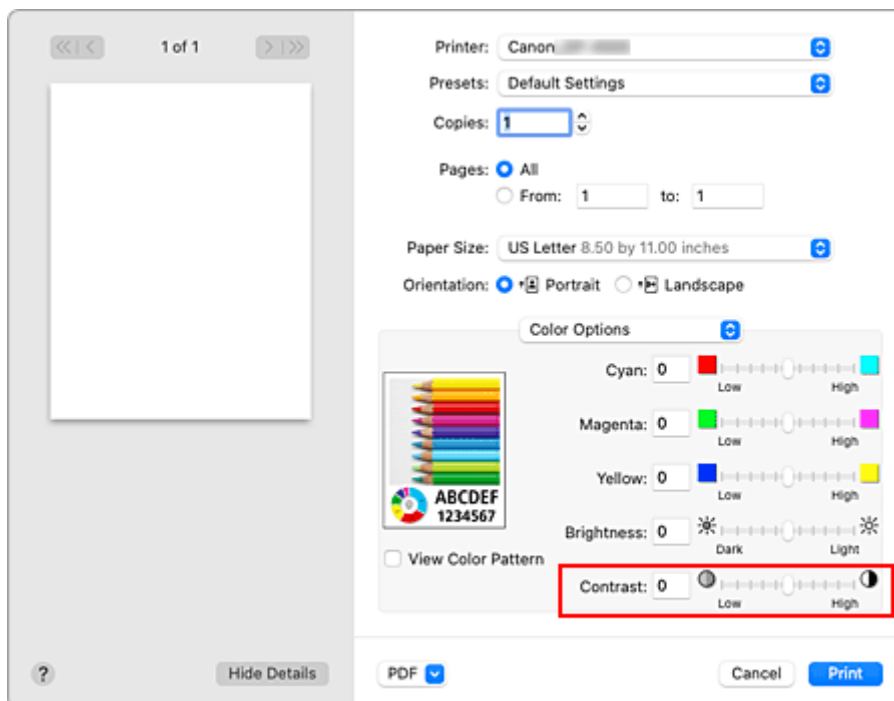 1 of 1
Printer: Canon
Presets: Default Settings
Copies: 1
Pages: All
From: 1 to: 1
Paper Size: US Letter 8.50 by 11.00 inches
Orientation: Portrait Landscape
Color Options
Cyan: 0
Low High
Magenta: 0
Low High
Yellow: 0
Low High
Brightness: 0
Dark Light
Contrast: 0
Low High
ABCDEF
1234567
View Color Pattern
? Hide Details
PDF Cancel Print